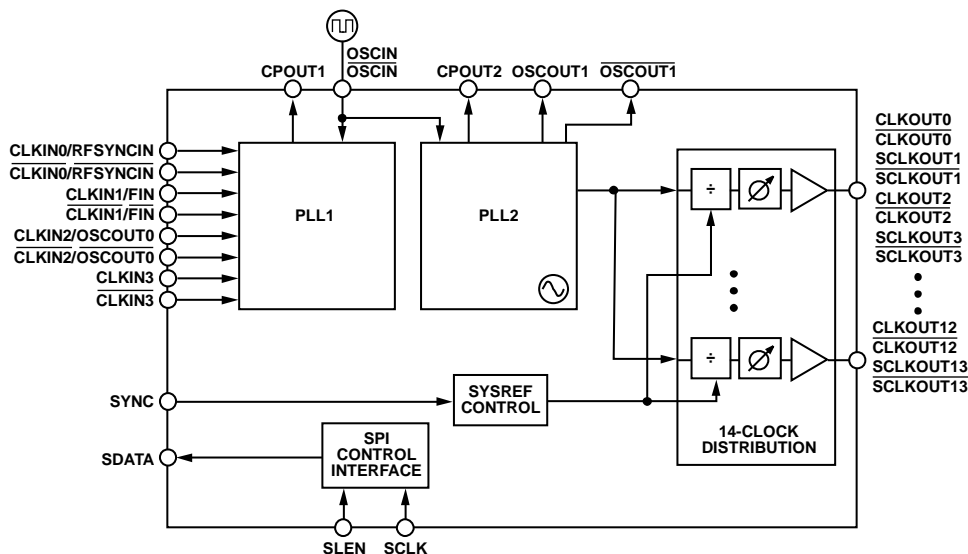 OSCIN
OSCIN
CPOUT1
CPOUT2
OSCOUT1
OSCOUT1
CLKIN0/RFSYNCIN
CLKIN0/RFSYNCIN
CLKIN1/FIN
CLKIN1/FIN
CLKIN2/OSCOUT0
CLKIN2/OSCOUT0
CLKIN3
CLKIN3
PLL1
PLL2
÷
÷
CLKOUT0
CLKOUT0
SCLKOUT1
SCLKOUT1
CLKOUT2
CLKOUT2
SCLKOUT3
SCLKOUT3
CLKOUT12
CLKOUT12
SCLKOUT13
SCLKOUT13
SYNC
SYSREF
CONTROL
14-CLOCK
DISTRIBUTION
SDATA
SPI
CONTROL
INTERFACE
SLEN
SCLK